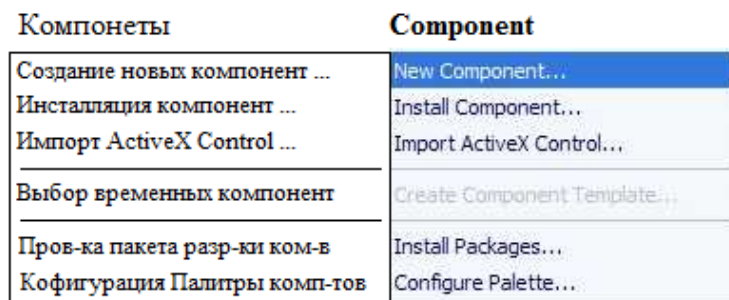 Компонеты Component
Создание новых компонент ... New Component...
Инсталляция компонент ... Install Component...
Импорт ActiveX Control ... Import ActiveX Control...
Выбор временных компонент Create Component Template...
Пров-ка пакета разр-ки ком-в Install Packages...
Кофигурация Палитры комп-тов Configure Palette...